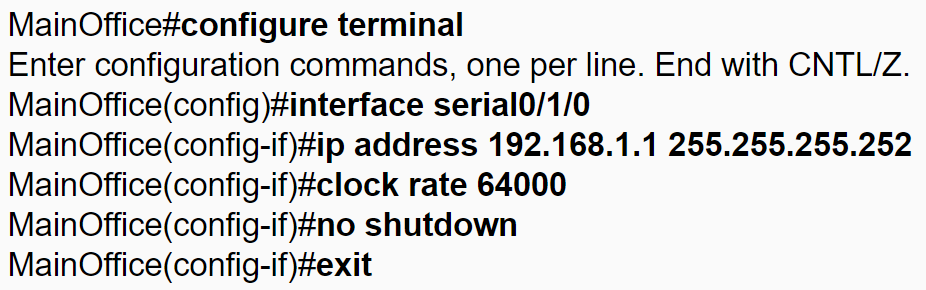 MainOffice#configure terminal
Enter configuration commands, one per line. End with CNTL/Z.
MainOffice(config)#interface serial0/1/0
MainOffice(config-if)#ip address 192.168.1.1 255.255.255.252
MainOffice(config-if)#clock rate 64000
MainOffice(config-if)#no shutdown
MainOffice(config-if)#exit